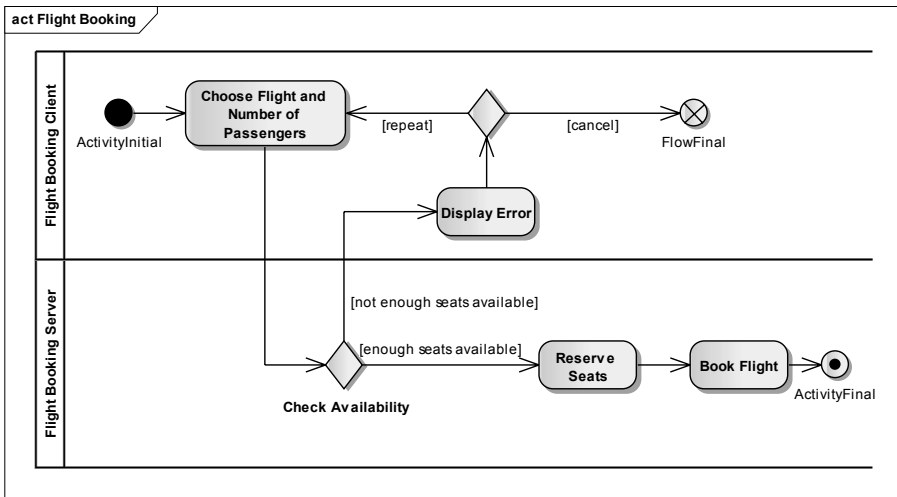 act Flight Booking
Flight Booking Client
ActivityInitial
Choose Flight and
Number of
Passengers
[repeat]
[cancel]
FlowFinal
Display Error
Flight Booking Server
[not enough seats available]
[enough seats available]
Check Availability
Reserve
Seats
Book Flight
ActivityFinal